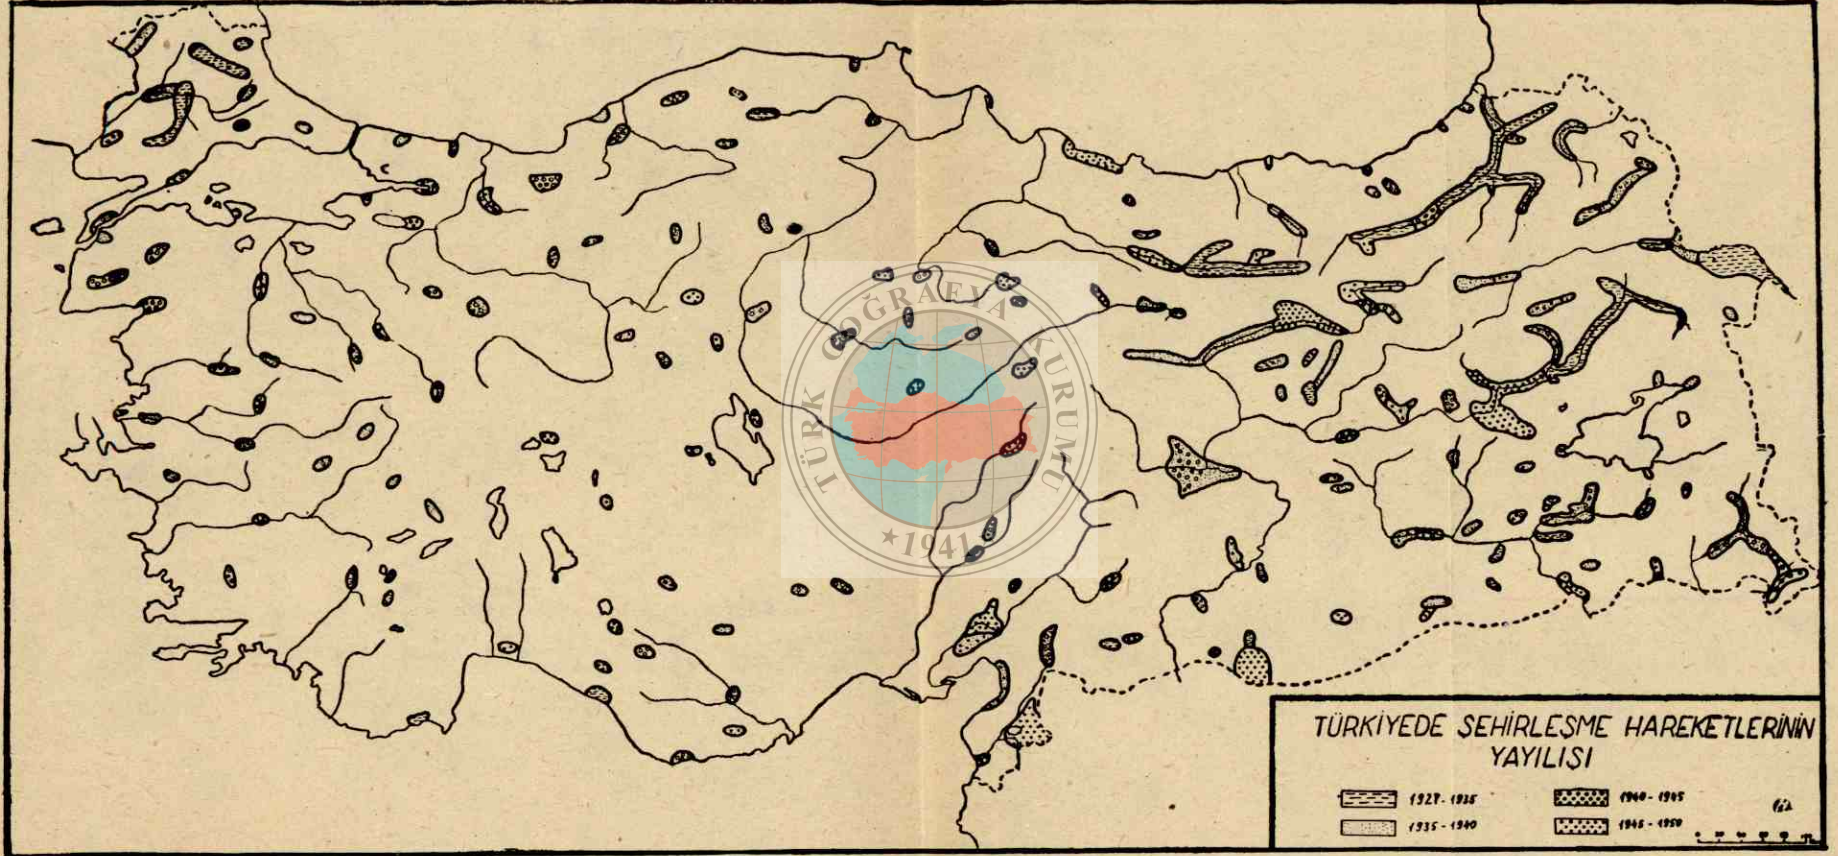 TÜRK COĞRAFYA KURUMU
★1941
TÜRKİYEDE ŞEHİRLEŞME HAREKETLERİNİN
YAYILIŞI
1927-1935
1940-1945
1935-1940
1945-1950